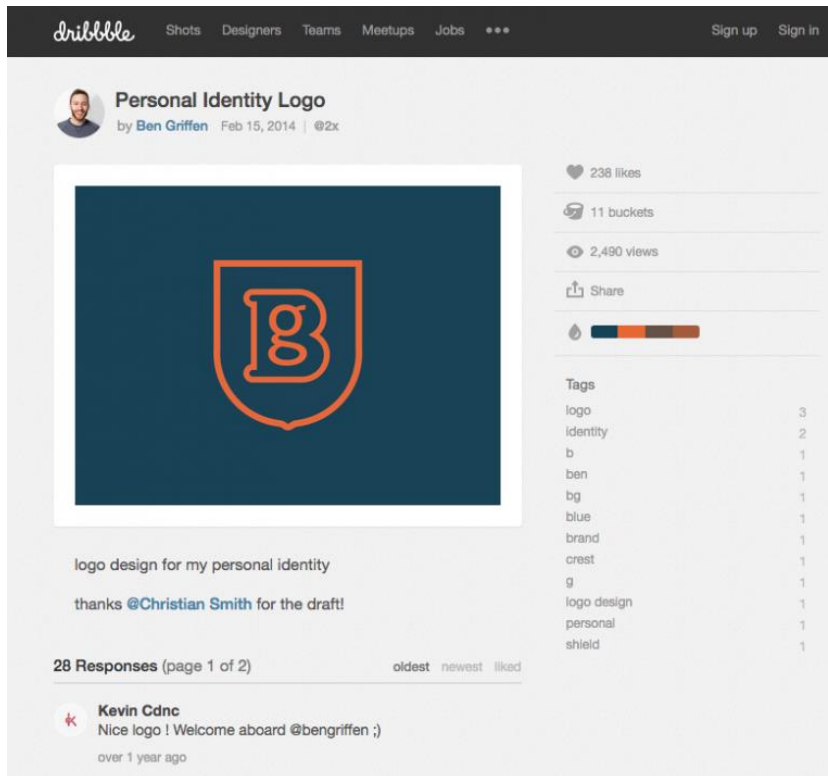 dribbble Shots Designers Teams Meetups Jobs ••• Sign up Sign in
Personal Identity Logo
by Ben Griffen Feb 15, 2014 | @2x
Bg
238 likes
11 buckets
2,490 views
Share
Tags
logo 3
identity 2
b 1
ben 1
bg 1
blue 1
brand 1
crest 1
g 1
logo design 1
personal 1
shield 1
logo design for my personal identity
thanks @Christian Smith for the draft!
28 Responses (page 1 of 2) oldest newest liked
K
Kevin Cdnc
Nice logo ! Welcome aboard @bengriffen ;)
over 1 year ago